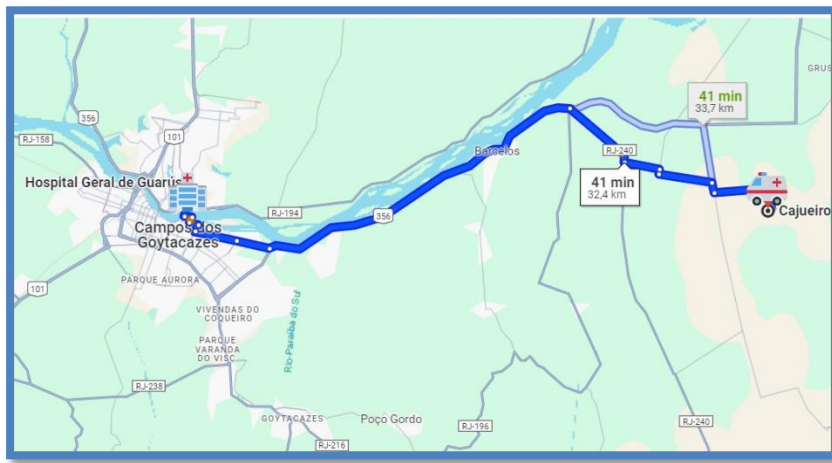 41 min
33,7 km
GRUS
356
101
RJ-158
Barcelos
RJ-240
41 min
32,4 km
Hospital Geral de Guarús
Cajueiro
RJ-194
356
Campos dos
Goytacazes
PARQUE AURORA
101
VIVENDAS DO
COQUEIRO
Rio Paraíba do Sul
PARQUE
VARANDA
DO VISC.
RJ-238
GOYTACAZES
Poço Gordo
RJ-196
RJ-240
RJ-216